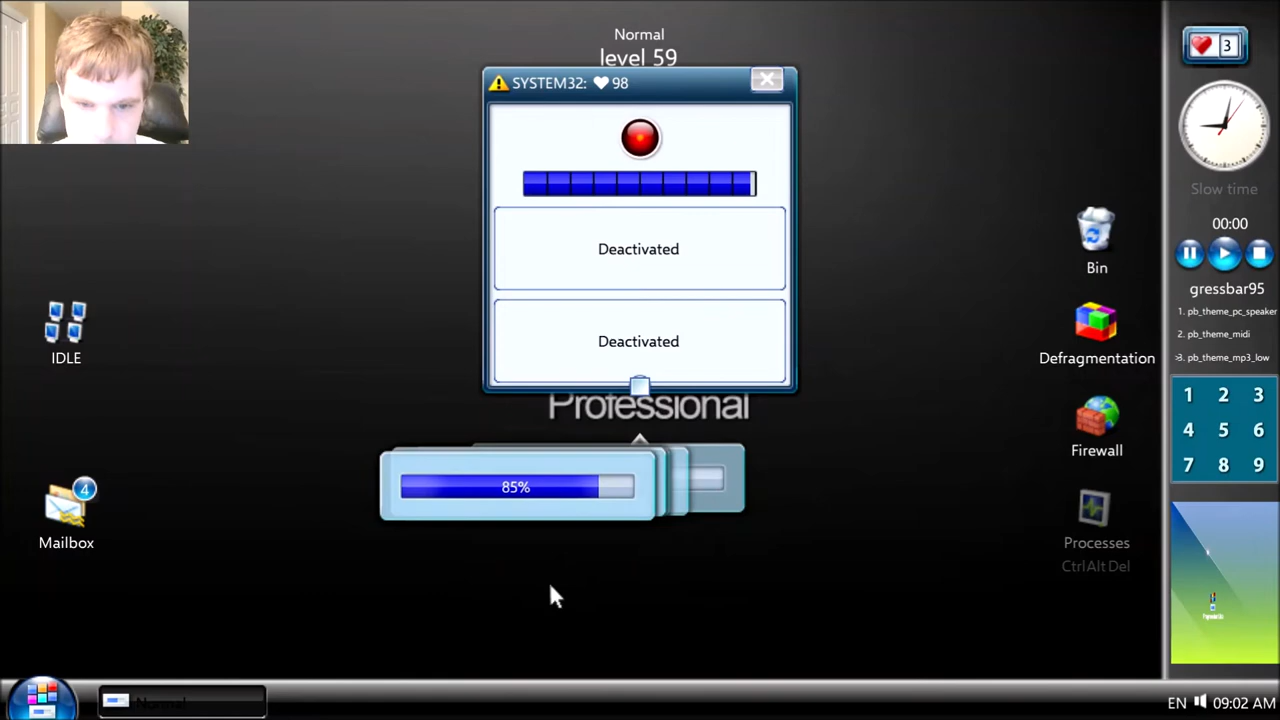 Normal
level 59
SYSTEM32: 98
3
Deactivated
Deactivated
Professional
85%
IDLE
4
Mailbox
Bin
Defragmentation
Firewall
Processes
CtrlAltDel
Slow time
00:00
gressbar95
1. pb_theme_pc_speaker
2. pb_theme_midi
>3. pb_theme_mp3_low
1 2 3
4 5 6
7 8 9
Normal
EN 09:02 AM